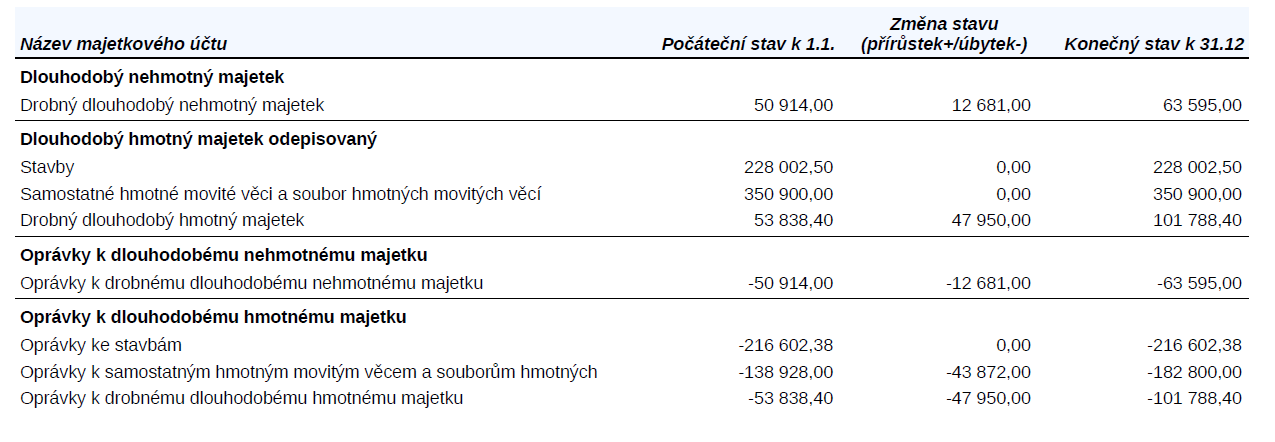 Název majetkového účtu Počáteční stav k 1.1. Změna stavu (přírůstek+/úbytek-) Konečný stav k 31.12
Dlouhodobý nehmotný majetek
Drobný dlouhodobý nehmotný majetek 50 914,00 12 681,00 63 595,00
Dlouhodobý hmotný majetek odepisovaný
Stavby 228 002,50 0,00 228 002,50
Samostatné hmotné movité věci a soubor hmotných movitých věcí 350 900,00 0,00 350 900,00
Drobný dlouhodobý hmotný majetek 53 838,40 47 950,00 101 788,40
Oprávky k dlouhodobému nehmotnému majetku
Oprávky k drobnému dlouhodobému nehmotnému majetku -50 914,00 -12 681,00 -63 595,00
Oprávky k dlouhodobému hmotnému majetku
Oprávky ke stavbám -216 602,38 0,00 -216 602,38
Oprávky k samostatným hmotným movitým věcem a souborům hmotných -138 928,00 -43 872,00 -182 800,00
Oprávky k drobnému dlouhodobému hmotnému majetku -53 838,40 -47 950,00 -101 788,40